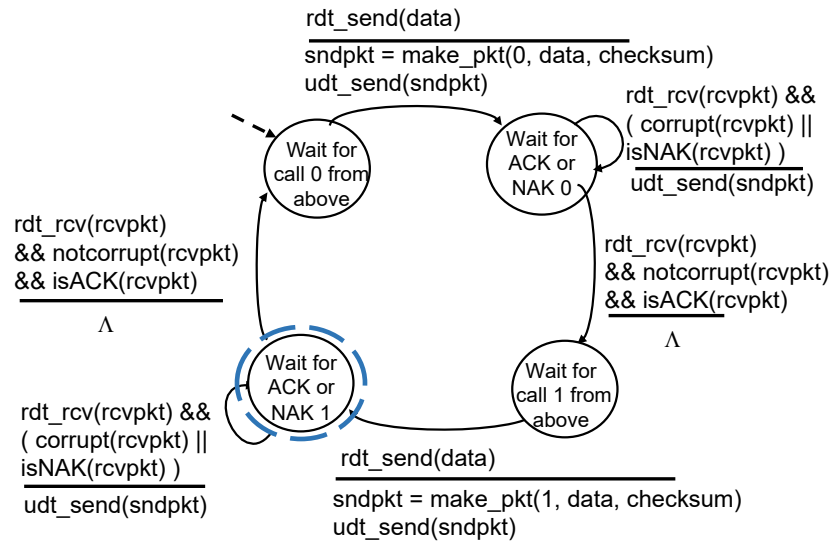 rdt_send(data)
sndpkt = make_pkt(0, data, checksum)
udt_send(sndpkt)
Wait for
call 0 from
above
Wait for
ACK or
NAK 0
rdt_rcv(rcvpkt) &&
( corrupt(rcvpkt) ||
isNAK(rcvpkt) )
udt_send(sndpkt)
rdt_rcv(rcvpkt)
&& notcorrupt(rcvpkt)
&& isACK(rcvpkt)
Λ
rdt_rcv(rcvpkt)
&& notcorrupt(rcvpkt)
&& isACK(rcvpkt)
Λ
Wait for
ACK or
NAK 1
Wait for
call 1 from
above
rdt_rcv(rcvpkt) &&
( corrupt(rcvpkt) ||
isNAK(rcvpkt) )
udt_send(sndpkt)
rdt_send(data)
sndpkt = make_pkt(1, data, checksum)
udt_send(sndpkt)